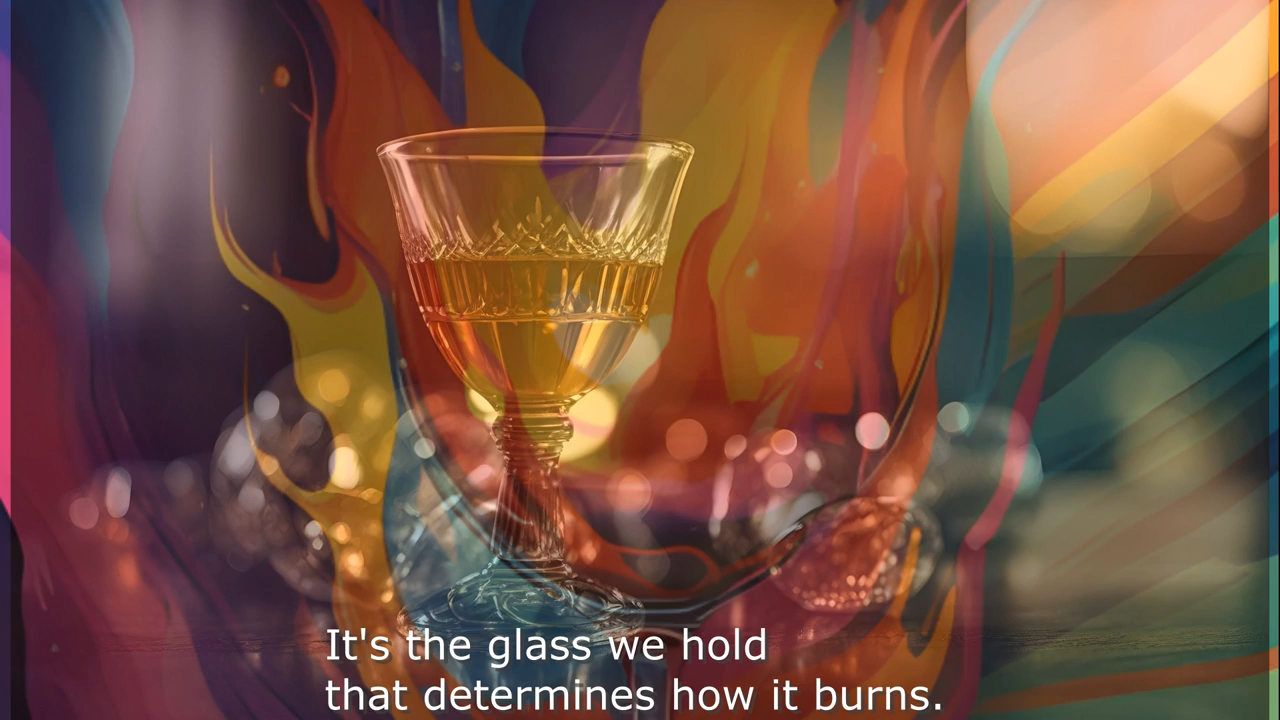 It's the glass we hold
that determines how it burns.